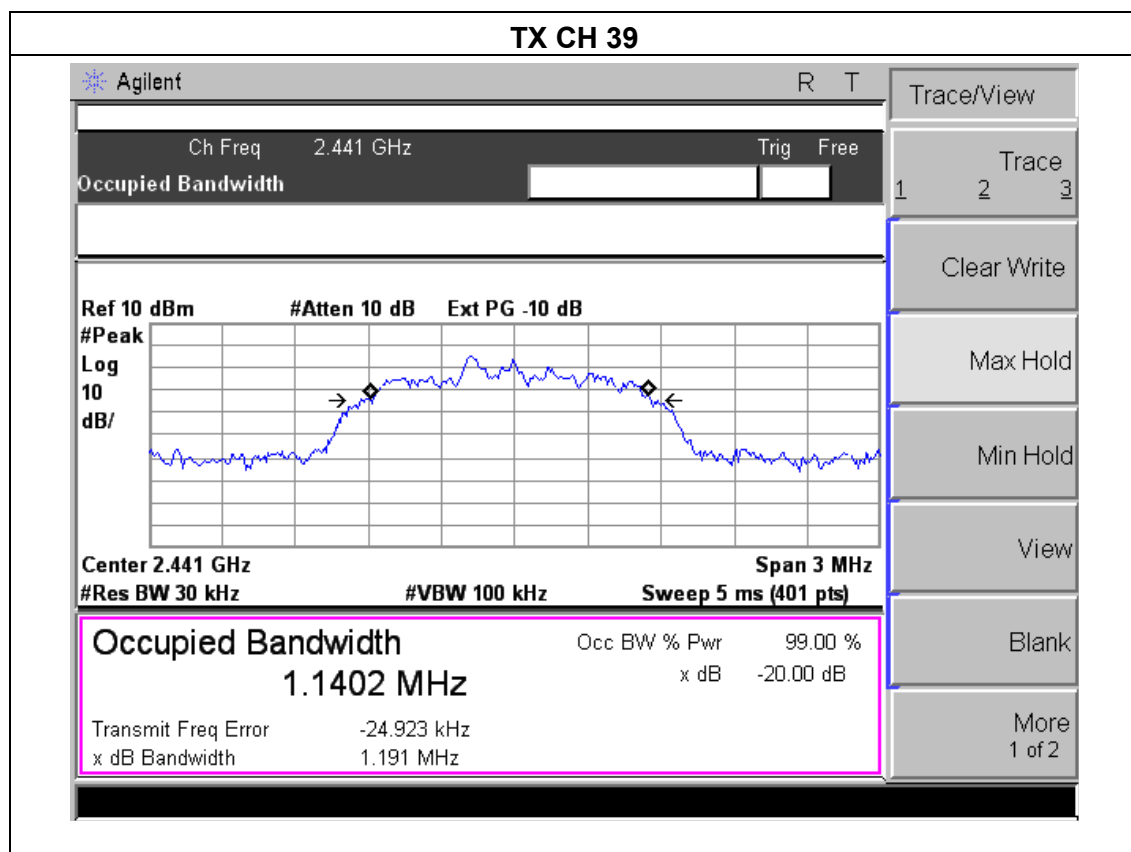 TX CH 39
Agilent R T
Ch Freq 2.441 GHz Trig Free
Occupied Bandwidth
Ref 10 dBm #Atten 10 dB Ext PG -10 dB
#Peak
Log
10
dB/
Center 2.441 GHz Span 3 MHz
#Res BW 30 kHz #VBW 100 kHz Sweep 5 ms (401 pts)
Occupied Bandwidth Occ BW % Pwr 99.00 %
1.1402 MHz x dB -20.00 dB
Transmit Freq Error -24.923 kHz
x dB Bandwidth 1.191 MHz
Trace/View
Trace
1 2 3
Clear Write
Max Hold
Min Hold
View
Blank
More
1 of 2